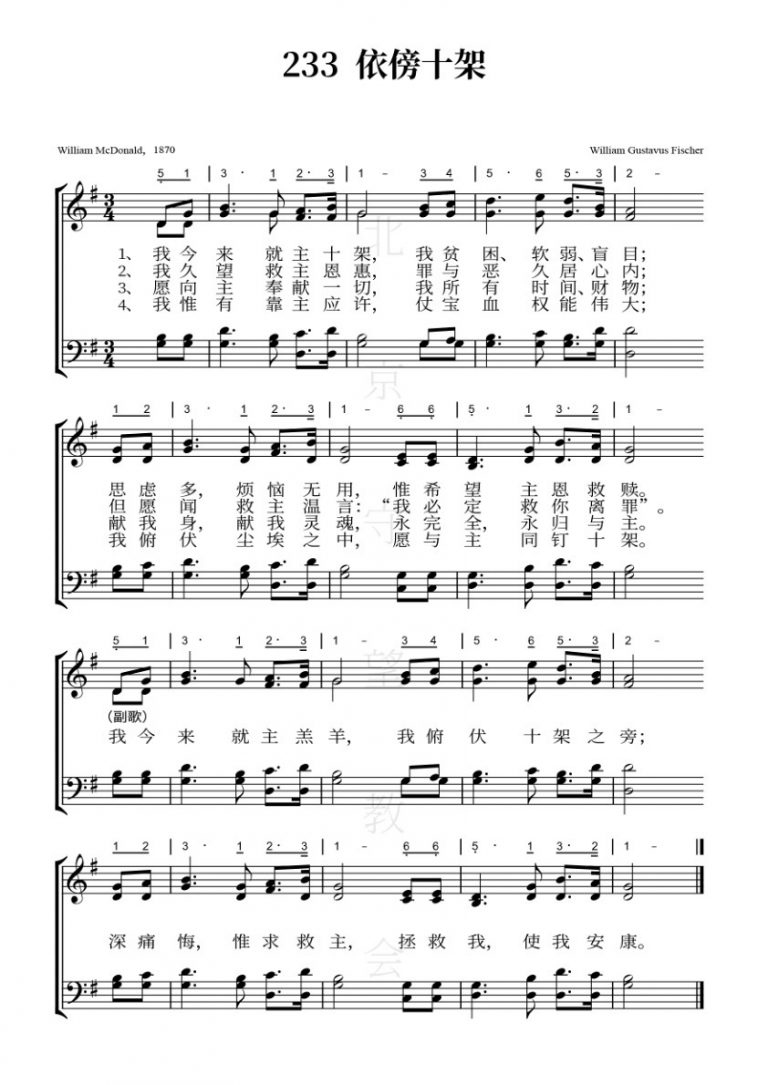 233 依傍十架
William McDonald, 1870
William Gustavus Fischer
5 1 | 3 · 1 2 · 3 | 1 – 3 4 | 5 · 6 5 · 3 | 2 –
1、我今来 就主十架, 我贫困、软弱、盲目;
2、我久望 救主恩惠, 罪与恶 久居心内;
3、愿向主 奉献一切, 我所有 时间、财物;
4、我惟有 靠主应许, 仗宝血 权能伟大;
1 2 | 3 · 1 2 · 3 | 1 – 6 6 | 5 · 1 3 · 2 | 1 –
思虑多, 烦恼无用, 惟希望 主恩救赎。
但愿闻 救主温言:“我必定 救你离罪”。
献我身, 献我灵魂, 永完全, 永归与主。
我俯伏 尘埃之中, 愿与主 同钉十架。
5 1 | 3 · 1 2 · 3 | 1 – 3 4 | 5 · 6 5 · 3 | 2 –
(副歌)
我今来 就主羔羊, 我俯伏 十架之旁;
1 2 | 3 · 1 2 · 3 | 1 – 6 6 | 5 · 1 3 · 2 | 1 –
深痛悔, 惟求救主, 拯救我, 使我安康。
北京守望教会